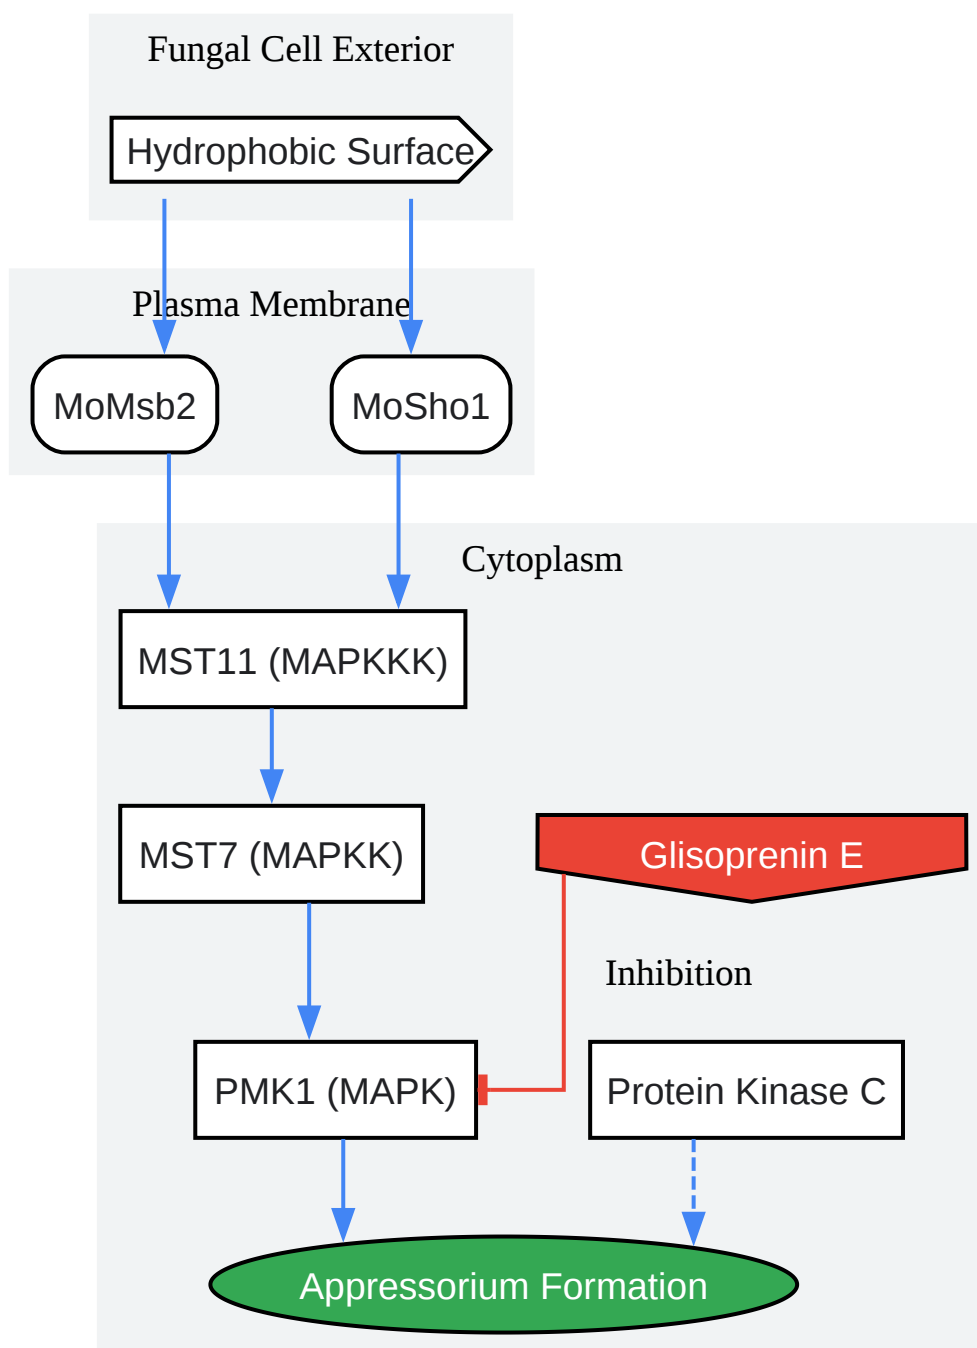 Fungal Cell Exterior
Hydrophobic Surface
Plasma Membrane
MoMsb2
MoSho1
Cytoplasm
MST11 (MAPKKK)
MST7 (MAPKK)
Glisoprenin E
Inhibition
PMK1 (MAPK)
Protein Kinase C
Appressorium Formation